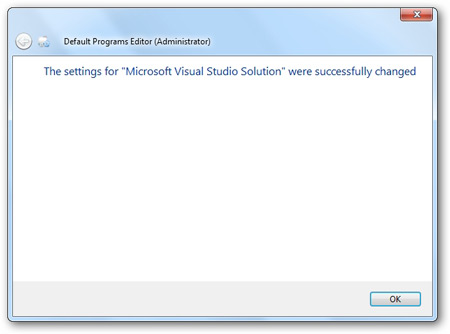 Default Programs Editor (Administrator)
The settings for "Microsoft Visual Studio Solution" were successfully changed
OK